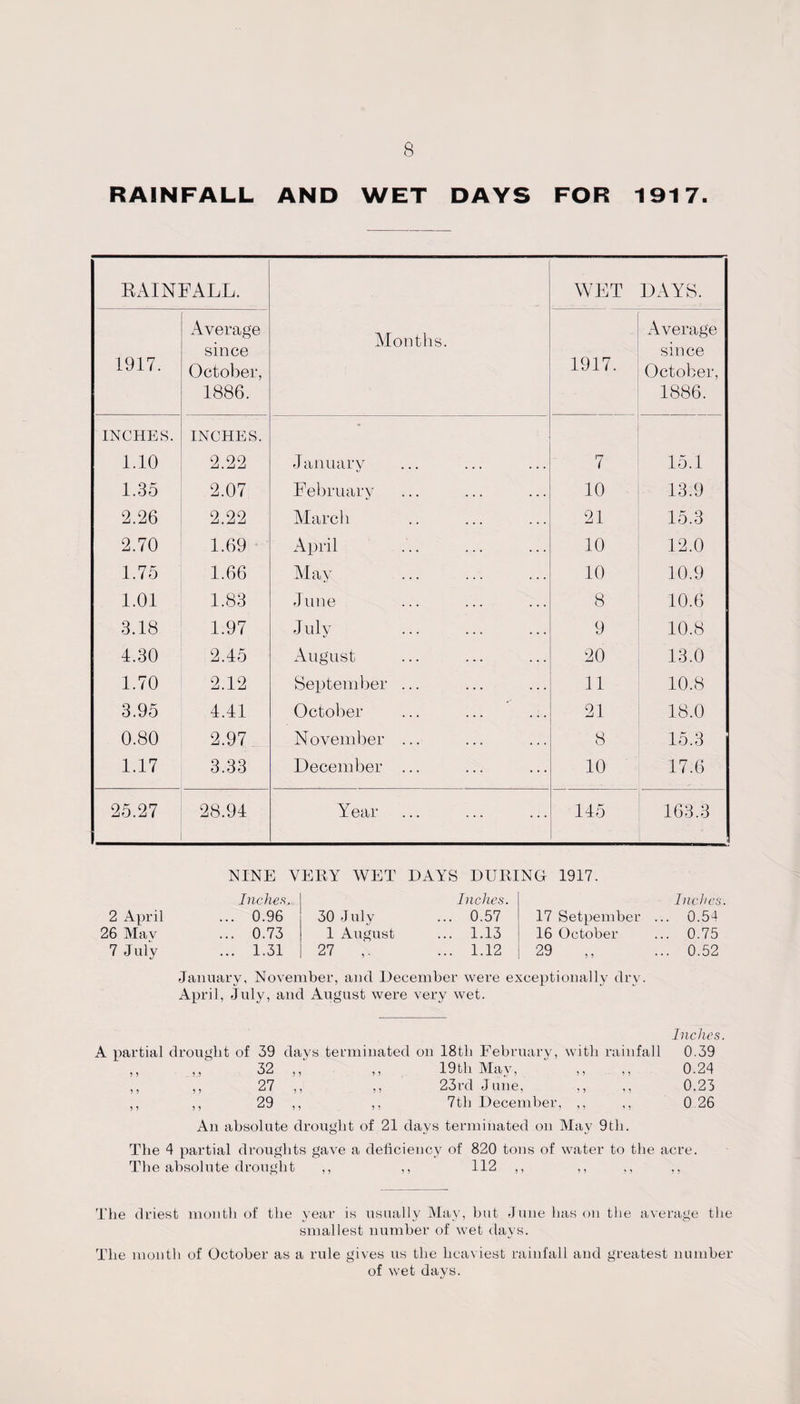 8
RAINFALL AND WET DAYS FOR 1917.
RAINFALL. Months. WET DAYS.
1917. Average since October, 1886. 1917. Average since October, 1886.
INCHES. INCHES.
1.10 2.22 January ... ... ... 7 15.1
1.35 2.07 February ... ... ... 10 13.9
2.26 2.22 March .. ... ... 21 15.3
2.70 1.69 April ... ... ... 10 12.0
1.75 1.66 May ... ... ... 10 10.9
1.01 1.83 June ... ... ... 8 10.6
3.18 1.97 July ... ... ... 9 10.8
4.30 2.45 August ... ... ... 20 13.0
1.70 2.12 September ... ... ... 11 10.8
3.95 4.41 October ... ... ... 21 18.0
0.80 2.97 November ... ... ... 8 15.3
1.17 3.33 December ... ... ... 10 17.6
25.27 28.94 Year ... ... ... 145 163.3
NINE VERY WET DAYS DURING 1917.
Inches. Inches. Inches.
2 April ... 0.96 30 July ... 0.57 17 Setpember ... 0.54
26 May ... 0.73 1 August ... 1.13 16 October ... 0.75
7 July ... 1.31 27 ,, ... 1.12 29 ,, ... 0.52
January, November, and December were exceptionally dry.
April, July, and August were very wet.
Inches.
A partial drought of 39 days terminated on 18th February, with rainfall 0.39
,, ,, 32 ,, ,, 19th May, ,, ,, 0.24
,, ,, 27 ,, ,, 23rd June, ,, ,, 0.23
,, ,, 29 ,, ,, 7th December, ,, ,, 0 26
An absolute drought of 21 days terminated on May 9th.
The 4 partial droughts gave a deficiency of 820 tons of water to the acre.
The absolute drought ,, ,, 112 ,, ,, ,, ,,
The driest month of the year is usually May, but June has on the average the
smallest number of wet days.
The month of October as a rule gives us the heaviest rainfall and greatest number
of wet days.